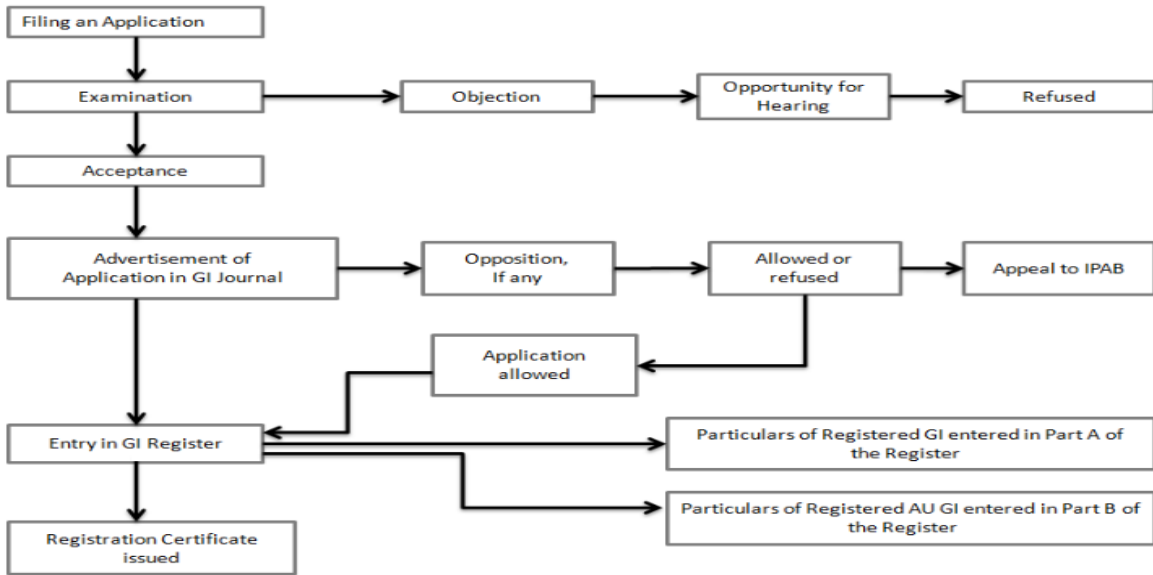 Filing an Application
Examination
Objection
Opportunity for
Hearing
Refused
Acceptance
Advertisement of
Application in GI Journal
Opposition,
If any
Allowed or
refused
Appeal to IPAB
Application
allowed
Entry in GI Register
Particulars of Registered GI entered in Part A of
the Register
Particulars of Registered AU GI entered in Part B of
the Register
Registration Certificate
issued